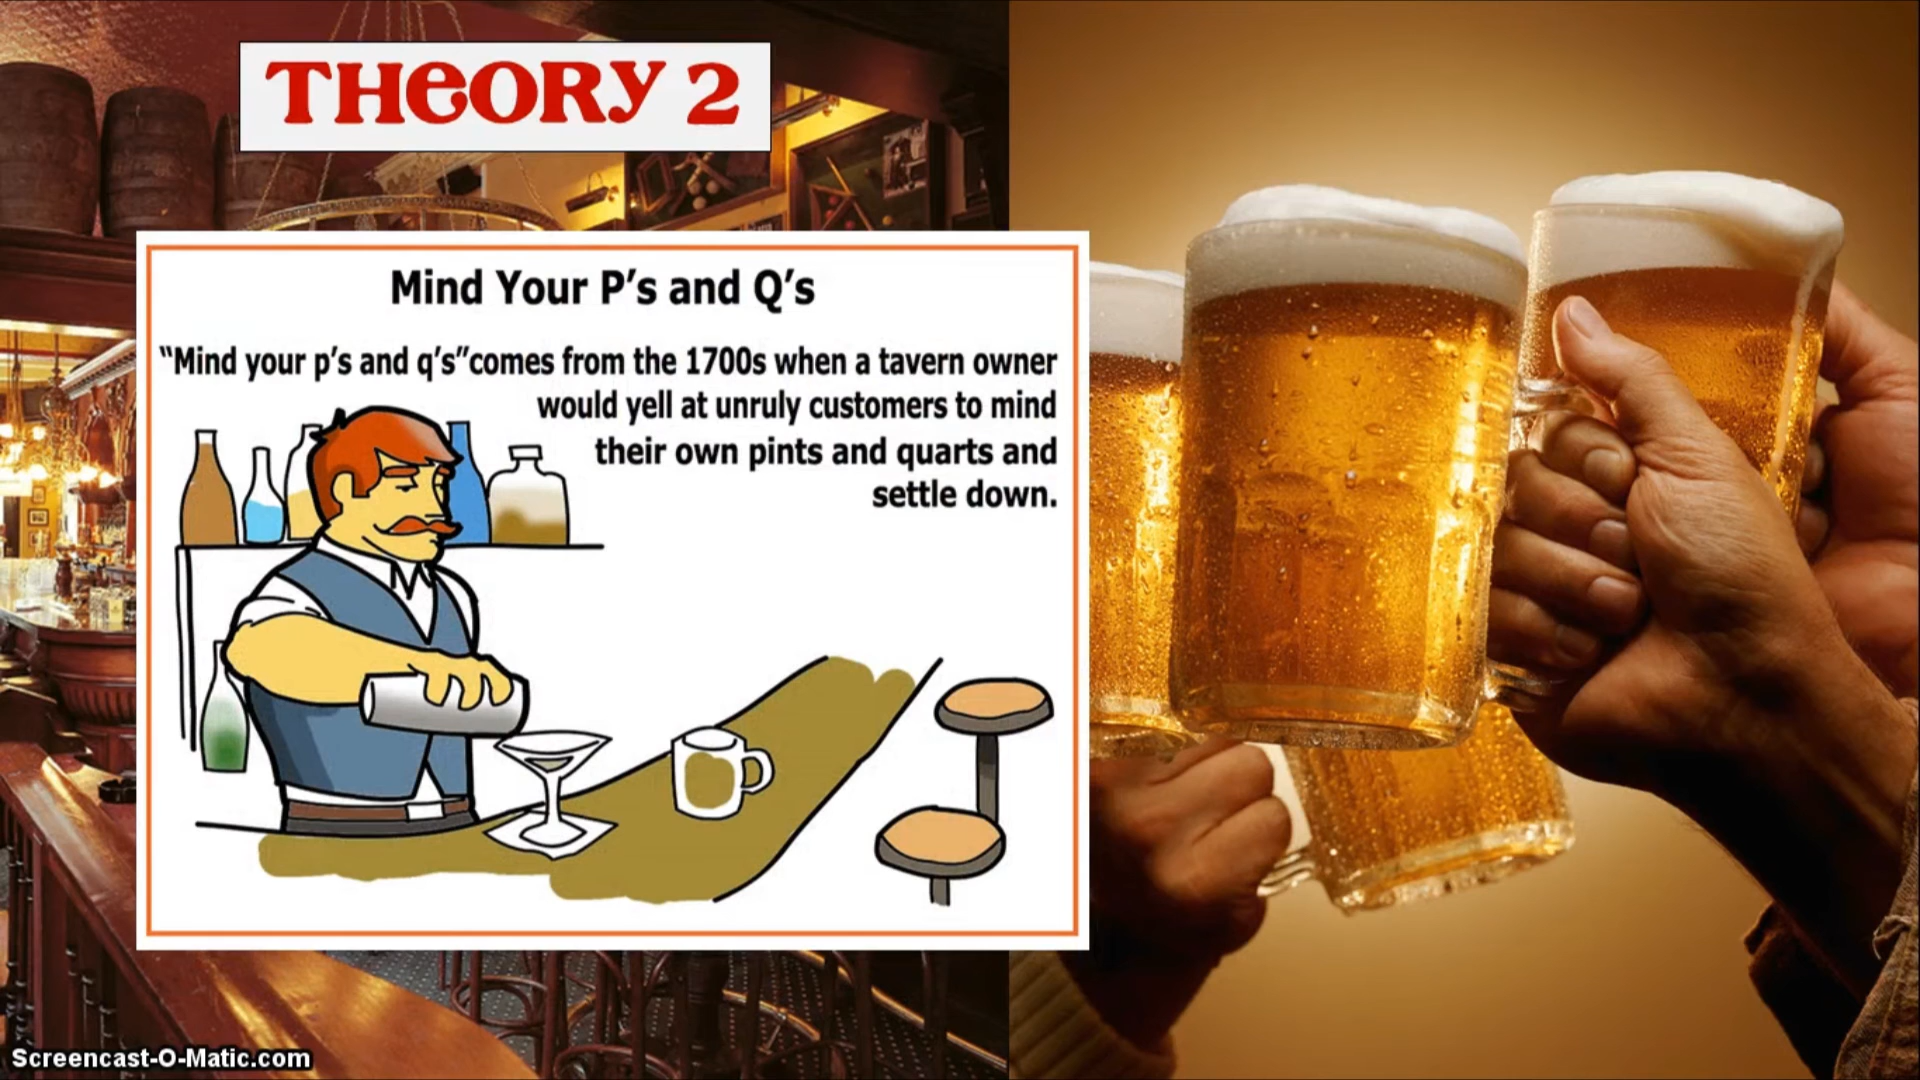 THeORy 2
Mind Your P’s and Q’s
“Mind your p’s and q’s”comes from the 1700s when a tavern owner
would yell at unruly customers to mind
their own pints and quarts and
settle down.
Screencast-O-Matic.com